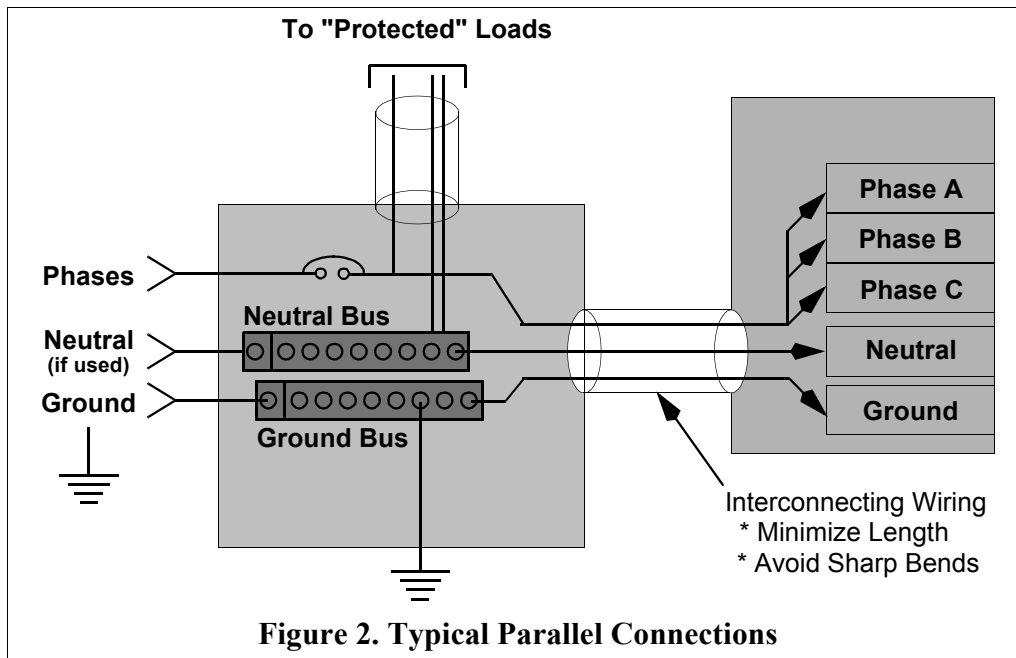 To "Protected" Loads
Phases
Neutral
(if used)
Ground
Neutral Bus
Ground Bus
Phase A
Phase B
Phase C
Neutral
Ground
Interconnecting Wiring
* Minimize Length
* Avoid Sharp Bends
Figure 2. Typical Parallel Connections